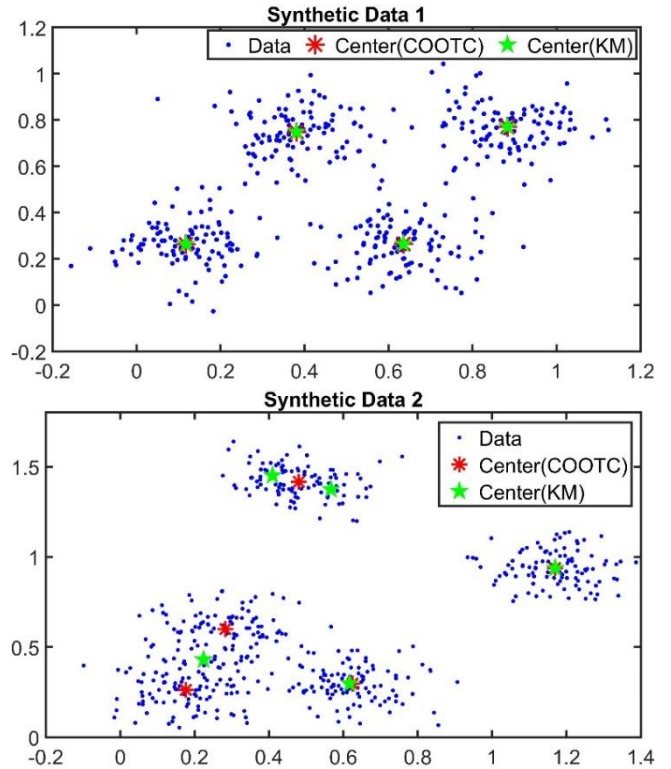 Synthetic Data 1
1.2
Data Center(COOTC) Center(KM)
1
0.8
0.6
0.4
0.2
0
-0.2
-0.2 0 0.2 0.4 0.6 0.8 1 1.2
Synthetic Data 2
Data
Center(COOTC)
Center(KM)
1.5
1
0.5
0
-0.2 0 0.2 0.4 0.6 0.8 1 1.2 1.4